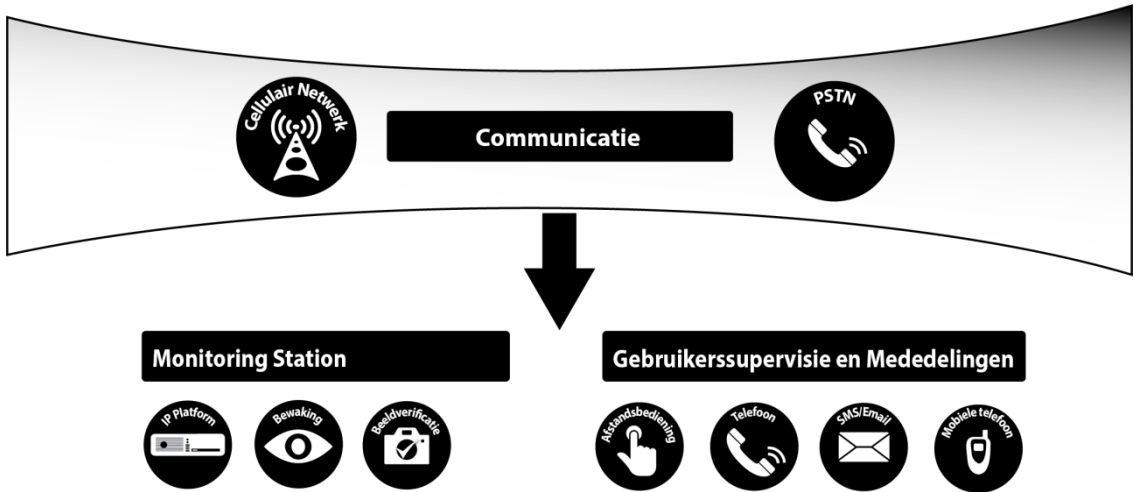 Cellulair Netwerk
Communicatie
PSTN
Monitoring Station
Gebruikerssupervisie en Mededelingen
IP Platform
Bewaking
Beeldverificatie
Afstandsbediening
Telefoon
SMS/Email
Mobiele telefoon